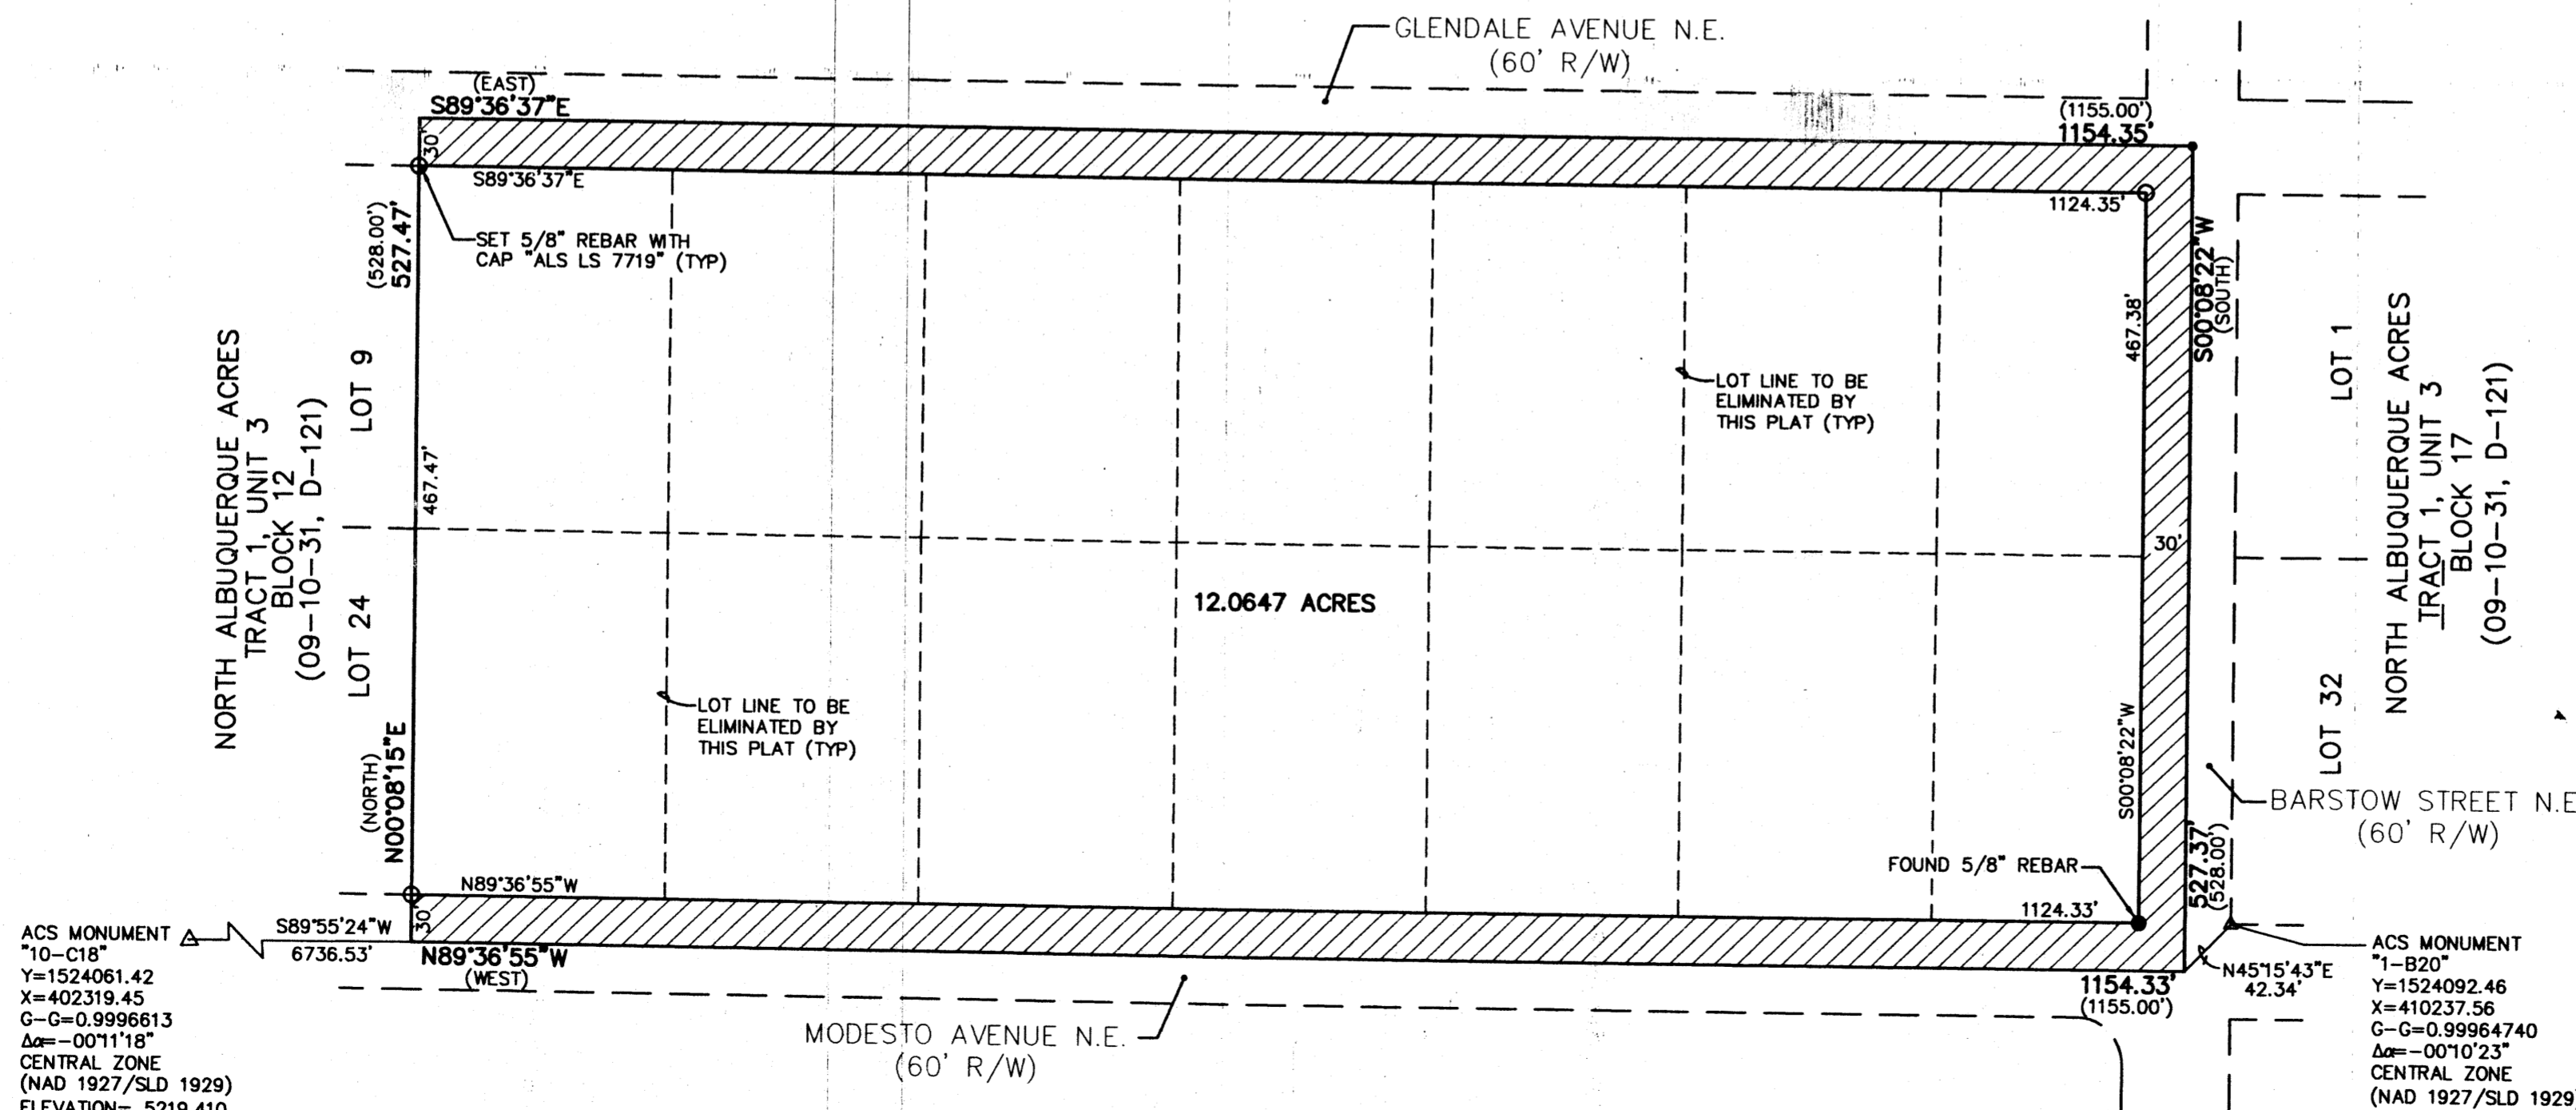 GLENDALE AVENUE N.E.
(60' R/W)
(EAST)
S89°36'37"E
(1155.00')
1154.35'
30'
S89°36'37"E
1124.35'
(528.00')
527.47'
SET 5/8" REBAR WITH
CAP "ALS LS 7719" (TYP)
S00°08'22"W
(SOUTH)
467.38'
NORTH ALBUQUERQUE ACRES
TRACT 1, UNIT 3
BLOCK 12
(09-10-31, D-121)
LOT 9
LOT 24
467.47'
LOT LINE TO BE
ELIMINATED BY
THIS PLAT (TYP)
LOT 1
LOT 32
NORTH ALBUQUERQUE ACRES
TRACT 1, UNIT 3
BLOCK 17
(09-10-31, D-121)
30'
12.0647 ACRES
LOT LINE TO BE
ELIMINATED BY
THIS PLAT (TYP)
(NORTH)
N00°08'15"E
S00°08'22"W
BARSTOW STREET N.E
(60' R/W)
527.37'
(528.00')
FOUND 5/8" REBAR
N89°36'55"W
1124.33'
30'
S89°55'24"W
6736.53'
N89°36'55"W
(WEST)
1154.33'
(1155.00')
N45°15'43"E
42.34'
MODESTO AVENUE N.E.
(60' R/W)
ACS MONUMENT
"10-C18"
Y=1524061.42
X=402319.45
G-G=0.9996613
Δα=-00°11'18"
CENTRAL ZONE
(NAD 1927/SLD 1929)
ELEVATION= 5219.410
ACS MONUMENT
"1-B20"
Y=1524092.46
X=410237.56
G-G=0.99964740
Δα=-00°10'23"
CENTRAL ZONE
(NAD 1927/SLD 1929)